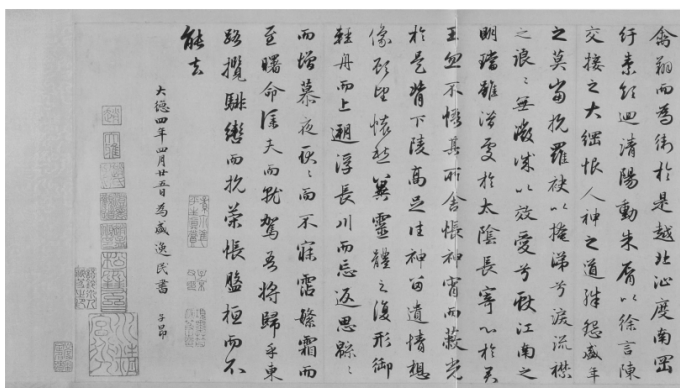 禽翔而為衛於是越北沚度南岡
紆素領迴清陽動朱脣以徐言陳
交接之大綱恨人神之道殊怨盛年
之莫當抗羅袂以掩涕兮淚流襟
之浪〻無微誠以效愛兮獻江南之
明璫雖潛處於太陰長寄心於君
王忽不悟其所舍悵神宵而蔽光
於是背下陵高足往神留遺情想
像顧望懷愁冀靈體之復形御
輕舟而上遡浮長川而忘返思緜〻
而增慕夜耿〻而不寐霑繁霜而
至曙命僕夫而就駕吾將歸乎東
路攬騑轡而抗策悵盤桓而不
能去
大德四年四月廿五日為盛逸民書 子昂